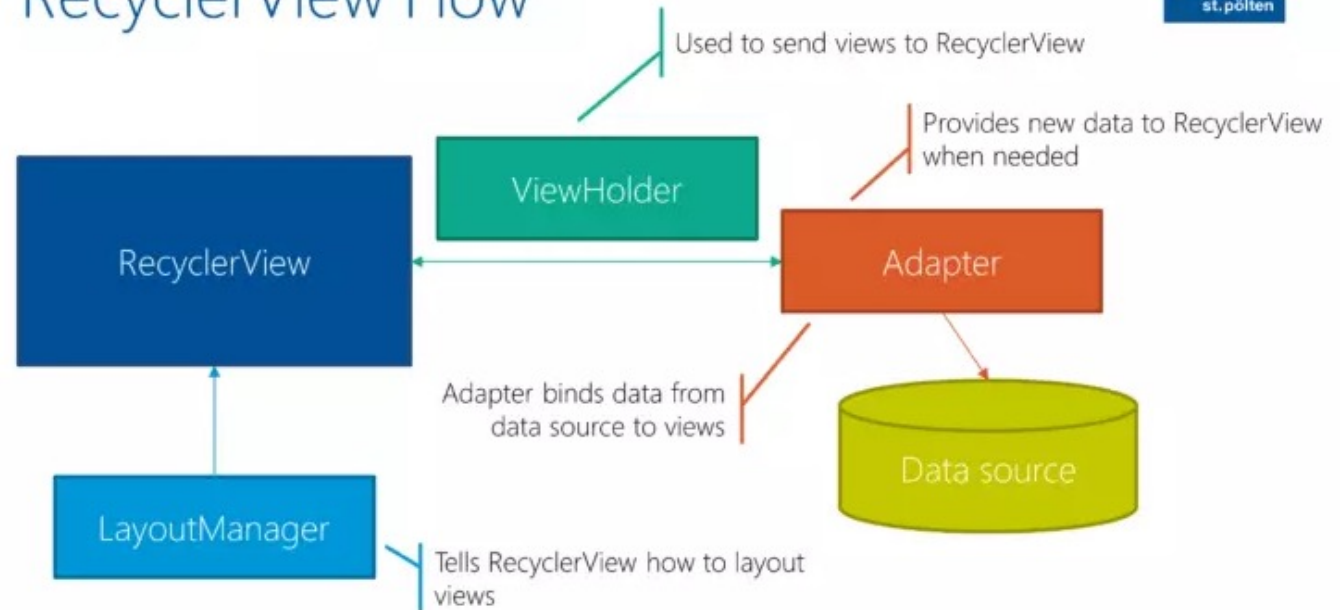 RecyclerView Flow
st.pölten
Used to send views to RecyclerView
Provides new data to RecyclerView
when needed
ViewHolder
RecyclerView
Adapter
Adapter binds data from
data source to views
Data source
LayoutManager
Tells RecyclerView how to layout
views